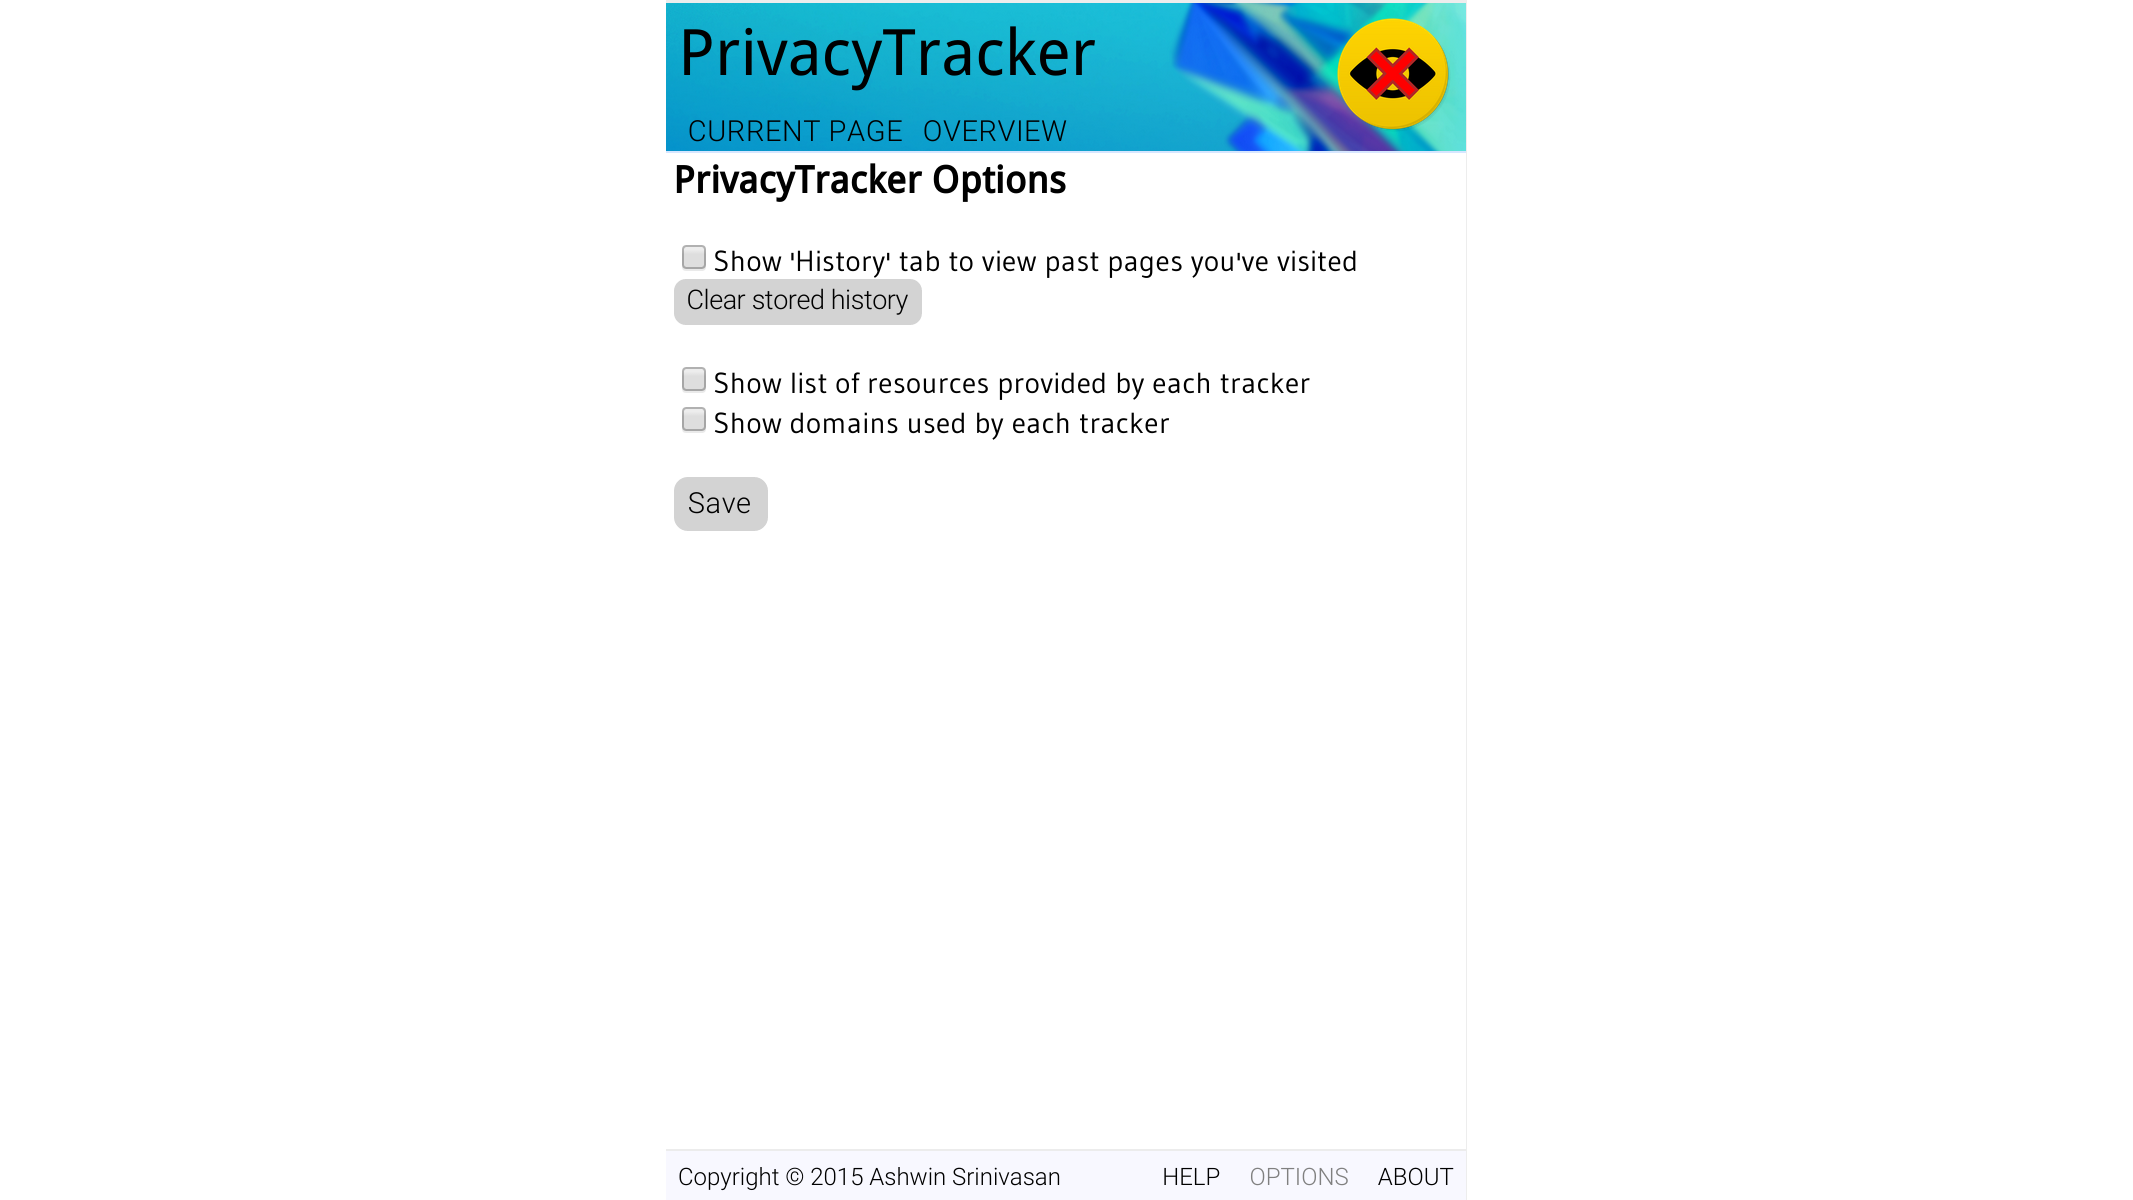 PrivacyTracker
CURRENT PAGE OVERVIEW
PrivacyTracker Options
Show 'History' tab to view past pages you've visited
Clear stored history
Show list of resources provided by each tracker
Show domains used by each tracker
Save
Copyright © 2015 Ashwin Srinivasan HELP OPTIONS ABOUT